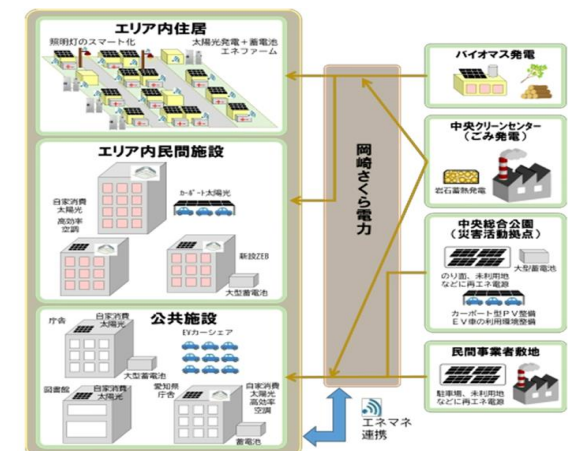 エリア内住居
照明灯のスマート化
太陽光発電＋蓄電池
エネファーム
エリア内民間施設
自家消費
太陽光
高効率
空調
カーポート太陽光
新設ZEB
大型蓄電池
公共施設
庁舎
自家消費
太陽光
EVカーシェア
大型蓄電池
図書館
自家消費
太陽光
愛知県
庁舎
自家消費
太陽光
高効率
空調
蓄電池
岡崎さくら電力
エネマネ
連携
バイオマス発電
中央クリーンセンター
（ごみ発電）
岩石蓄熱発電
中央総合公園
（災害活動拠点）
のり面、未利用地
などに再エネ電源
大型蓄電池
カーポート型ＰＶ整備
ＥＶ車の利用環境整備
民間事業者敷地
駐車場、未利用地
などに再エネ電源